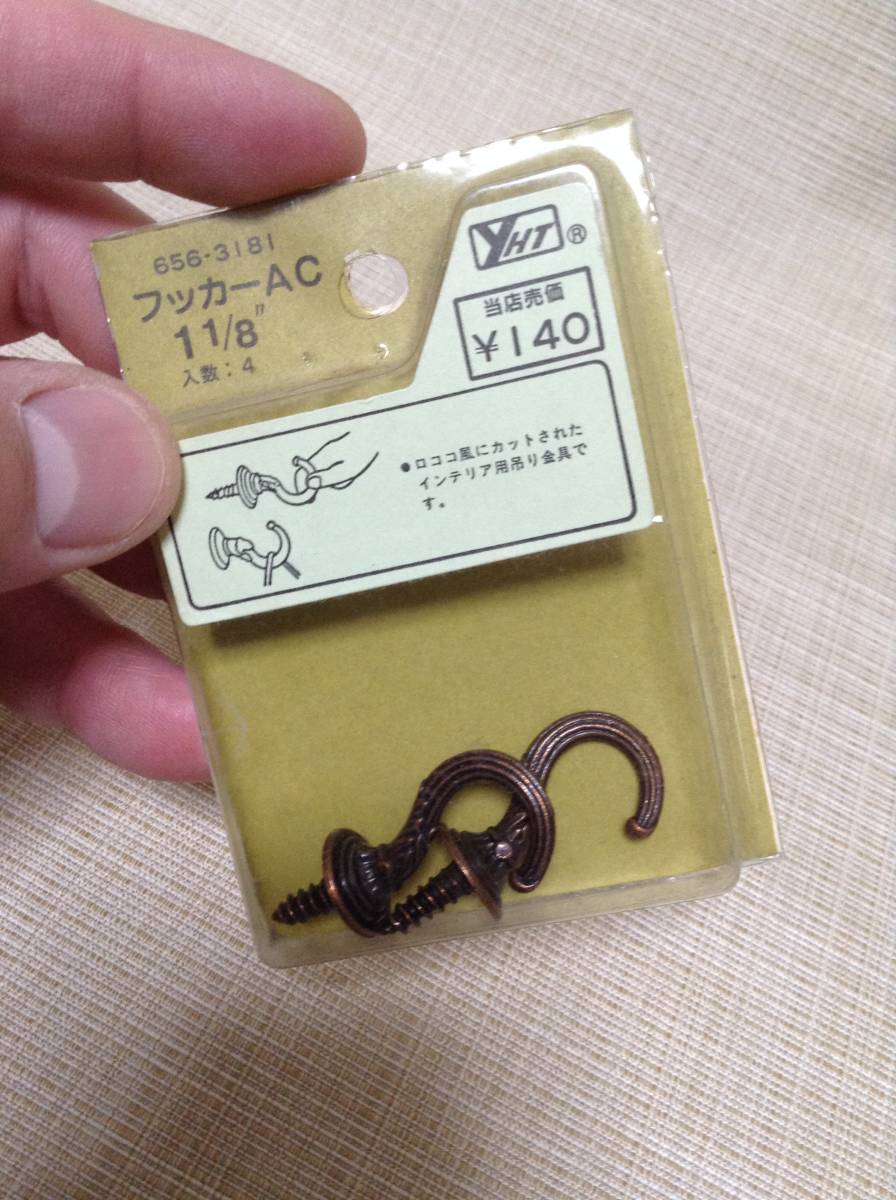 656-3181
フッカーAC
1 1/8"
入数：4
YHT®
当店売価
¥140
●ロココ風にカットされた
インテリア用吊り金具で
す。